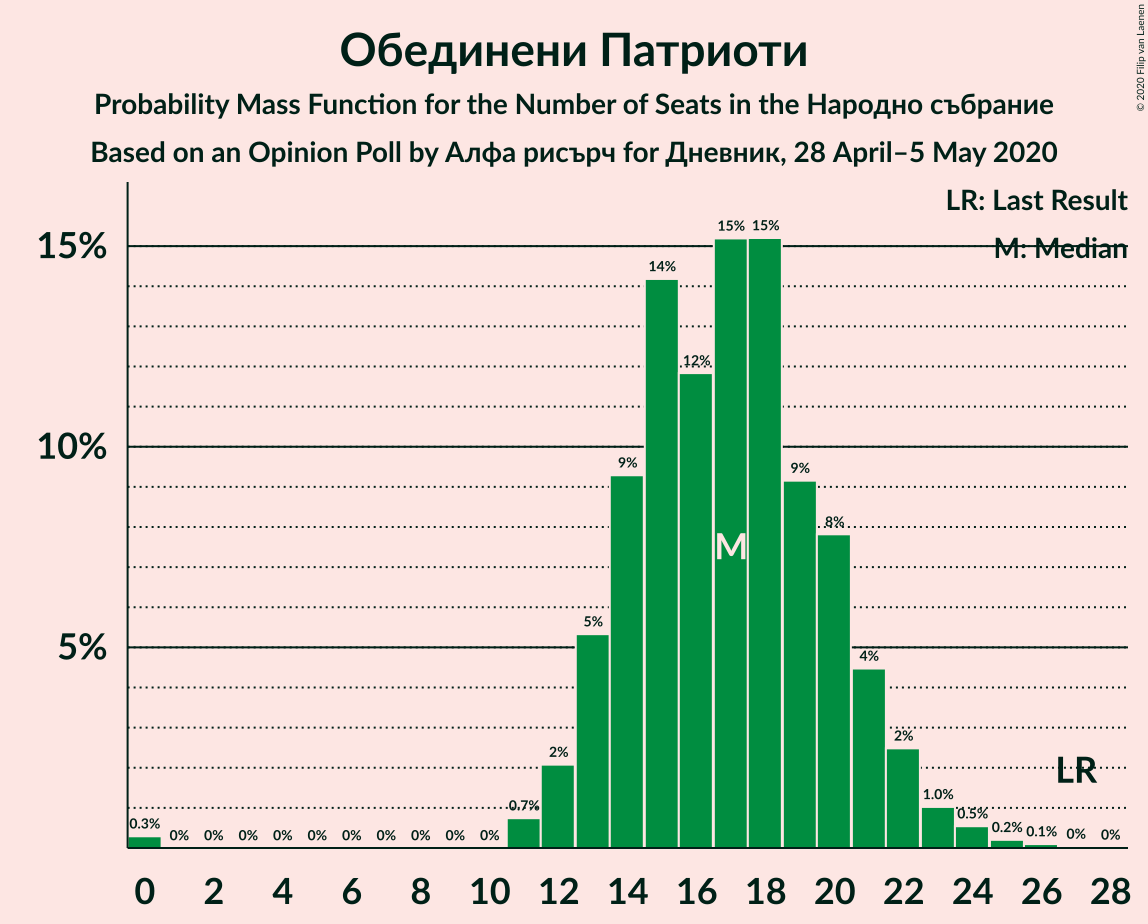 Обединени Патриоти
Probability Mass Function for the Number of Seats in the Народно събрание
Based on an Opinion Poll by Алфа рисърч for Дневник, 28 April–5 May 2020
© 2020 Filip van Laenen
LR: Last Result
M: Median
15%
10%
5%
0.3% 0% 0% 0% 0% 0% 0% 0% 0% 0% 0% 0.7% 2% 5% 9% 14% 12% 15% 15% 9% 8% 4% 2% 1.0% 0.5% 0.2% 0.1% 0% 0%
M
LR
0 2 4 6 8 10 12 14 16 18 20 22 24 26 28